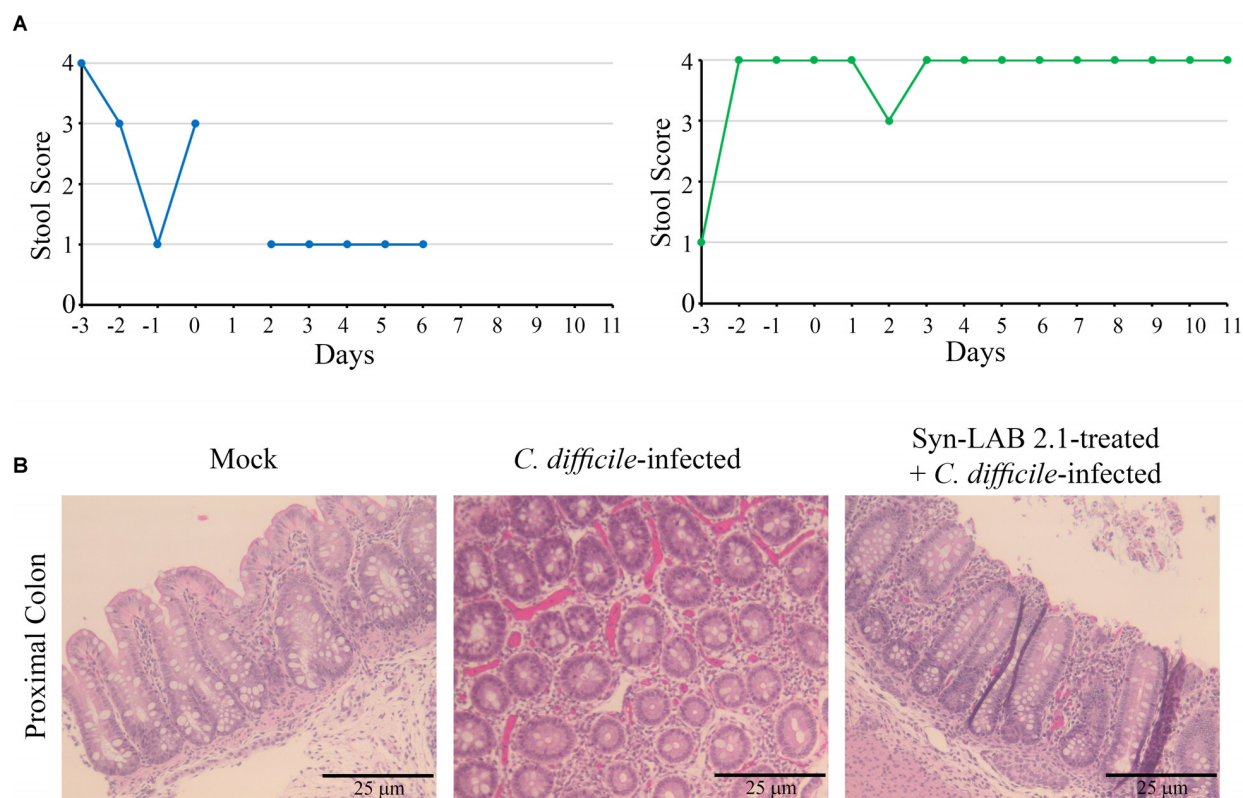 A
4
3
2
1
0
Stool Score
-3 -2 -1 0 1 2 3 4 5 6 7 8 9 10 11
Days
4
3
2
1
0
Stool Score
-3 -2 -1 0 1 2 3 4 5 6 7 8 9 10 11
Days
B
Mock
C. difficile-infected
Syn-LAB 2.1-treated
+ C. difficile-infected
Proximal Colon
25 µm
25 µm
25 µm